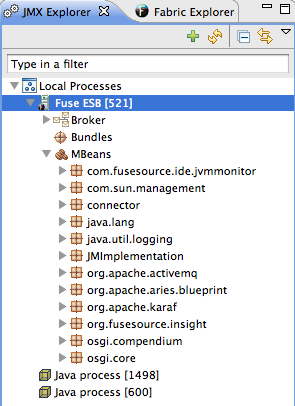 JMX Explorer
Fabric Explorer
Type in a filter
Local Processes
Fuse ESB [521]
Broker
Bundles
MBeans
com.fusesource.ide.jvmmonitor
com.sun.management
connector
java.lang
java.util.logging
JMImplementation
org.apache.activemq
org.apache.aries.blueprint
org.apache.karaf
org.fusesource.insight
osgi.compendium
osgi.core
Java process [1498]
Java process [600]